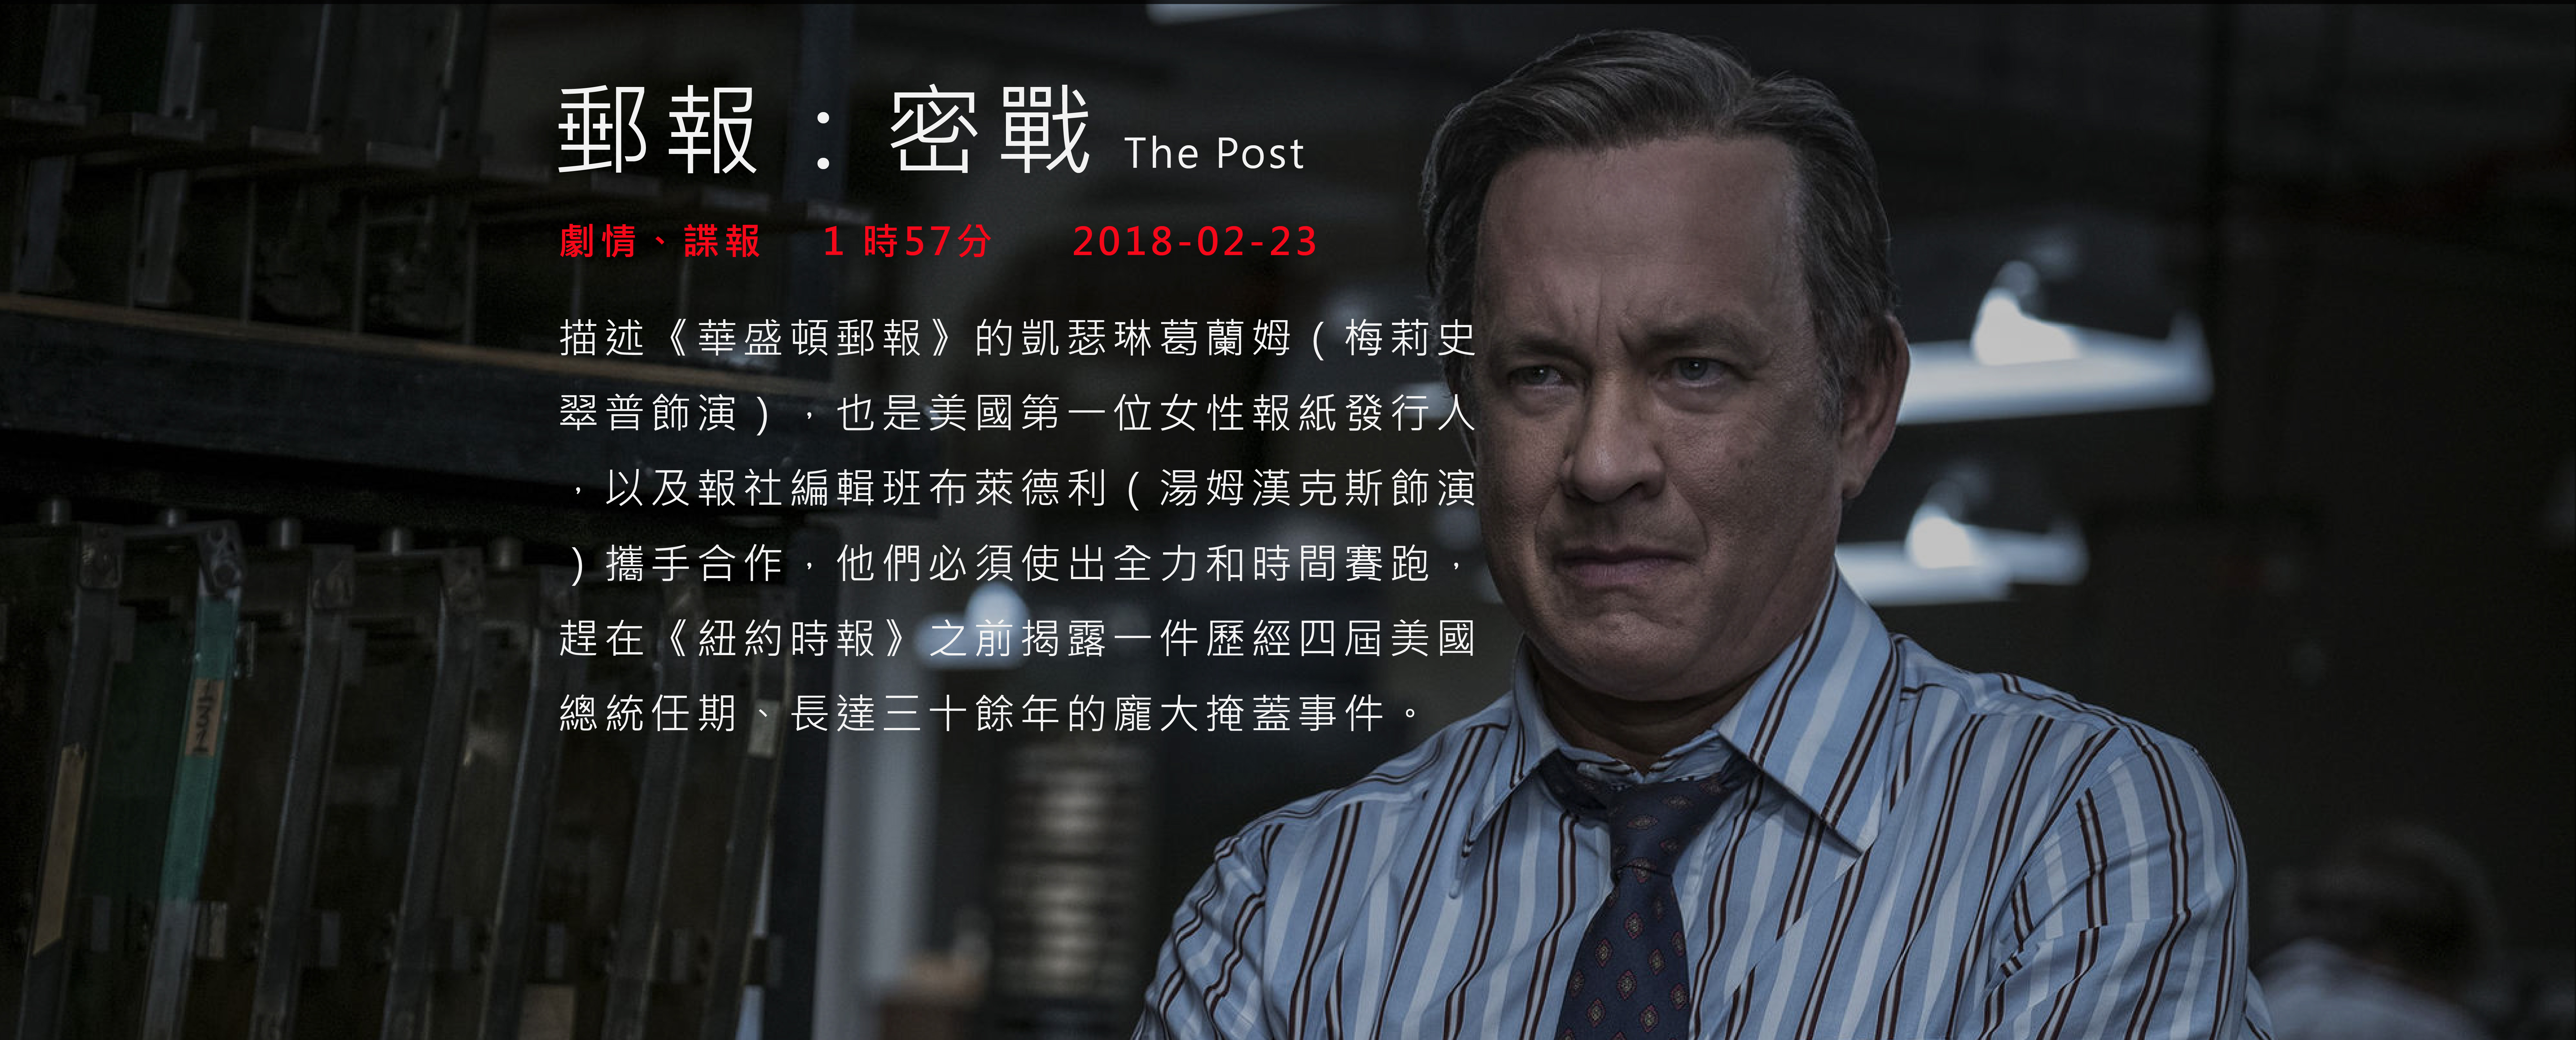 郵報：密戰 The Post
劇情、諜報 1 時57分 2018-02-23
描述《華盛頓郵報》的凱瑟琳葛蘭姆（梅莉史
翠普飾演），也是美國第一位女性報紙發行人
，以及報社編輯班布萊德利（湯姆漢克斯飾演
）攜手合作，他們必須使出全力和時間賽跑，
趕在《紐約時報》之前揭露一件歷經四屆美國
總統任期、長達三十餘年的龐大掩蓋事件。